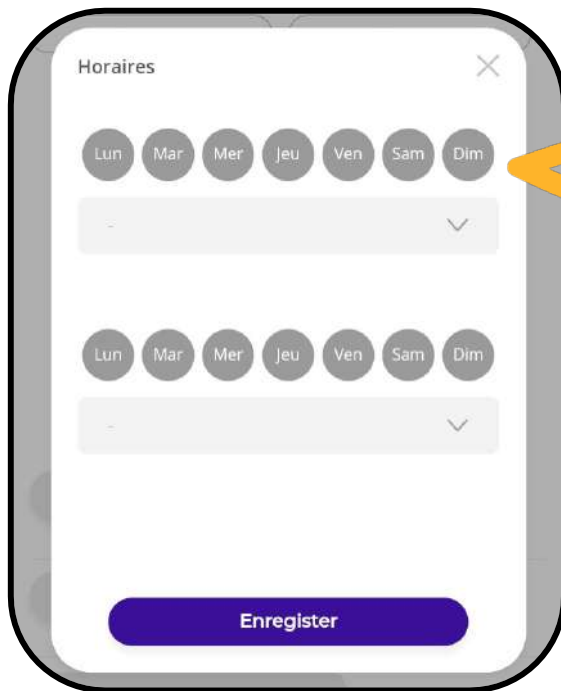 Horaires
Lun Mar Mer Jeu Ven Sam Dim
-
Lun Mar Mer Jeu Ven Sam Dim
-
Enregister